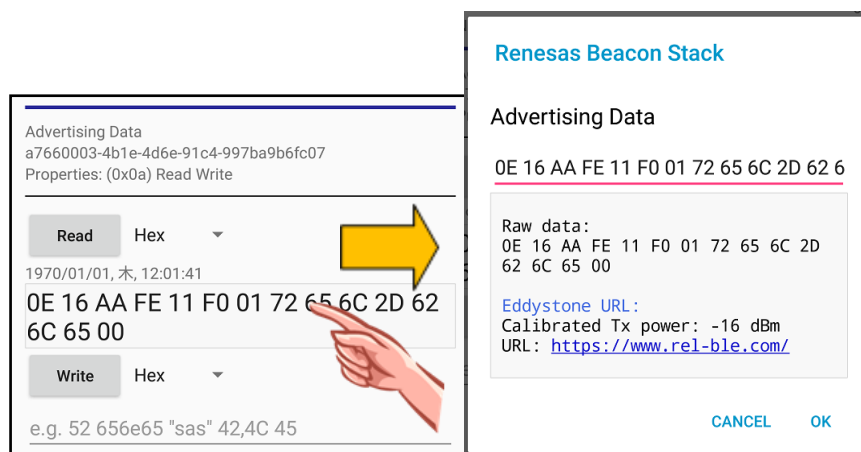 Advertising Data
a7660003-4b1e-4d6e-91c4-997ba9b6fc07
Properties: (0x0a) Read Write
Read
Hex
1970/01/01, 木, 12:01:41
0E 16 AA FE 11 F0 01 72 65 6C 2D 62
6C 65 00
Write
Hex
e.g. 52 656e65 "sas" 42,4C 45
Renesas Beacon Stack
Advertising Data
0E 16 AA FE 11 F0 01 72 65 6C 2D 62 6
Raw data:
0E 16 AA FE 11 F0 01 72 65 6C 2D
62 6C 65 00
Eddystone URL:
Calibrated Tx power: -16 dBm
URL: https://www.rel-ble.com/
CANCEL
OK